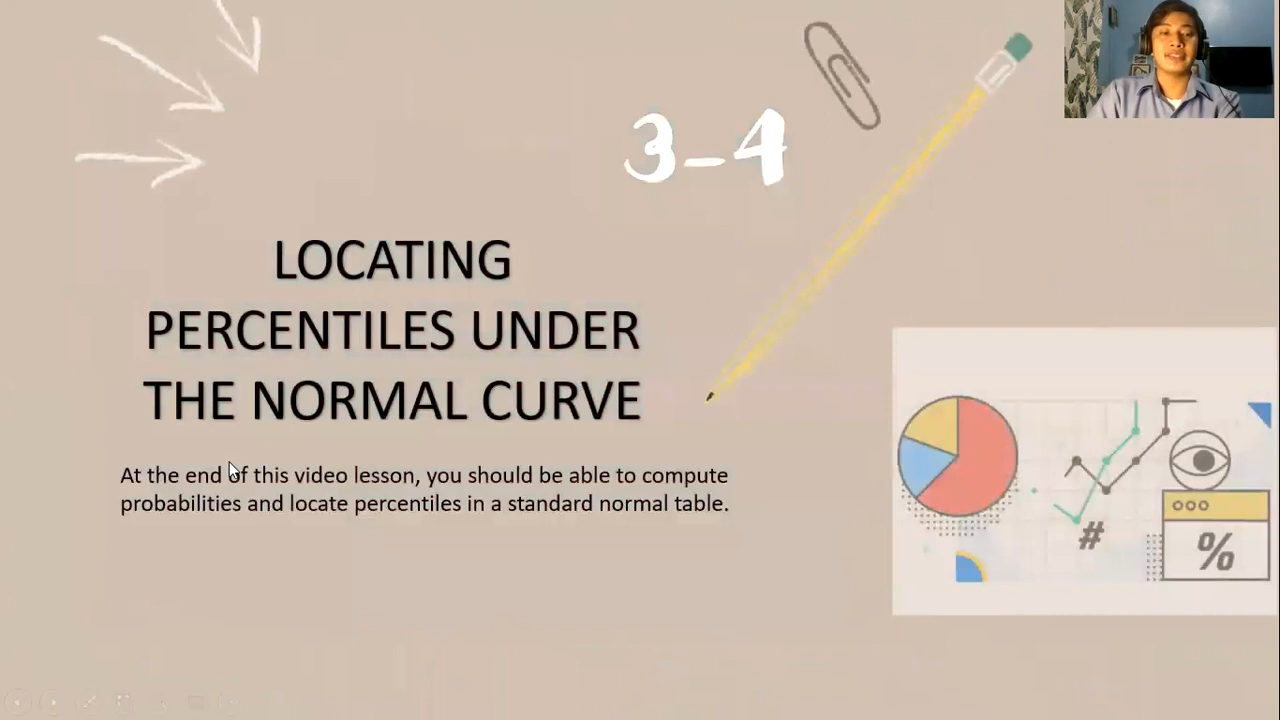 3-4
LOCATING
PERCENTILES UNDER
THE NORMAL CURVE
At the end of this video lesson, you should be able to compute
probabilities and locate percentiles in a standard normal table.
#
%